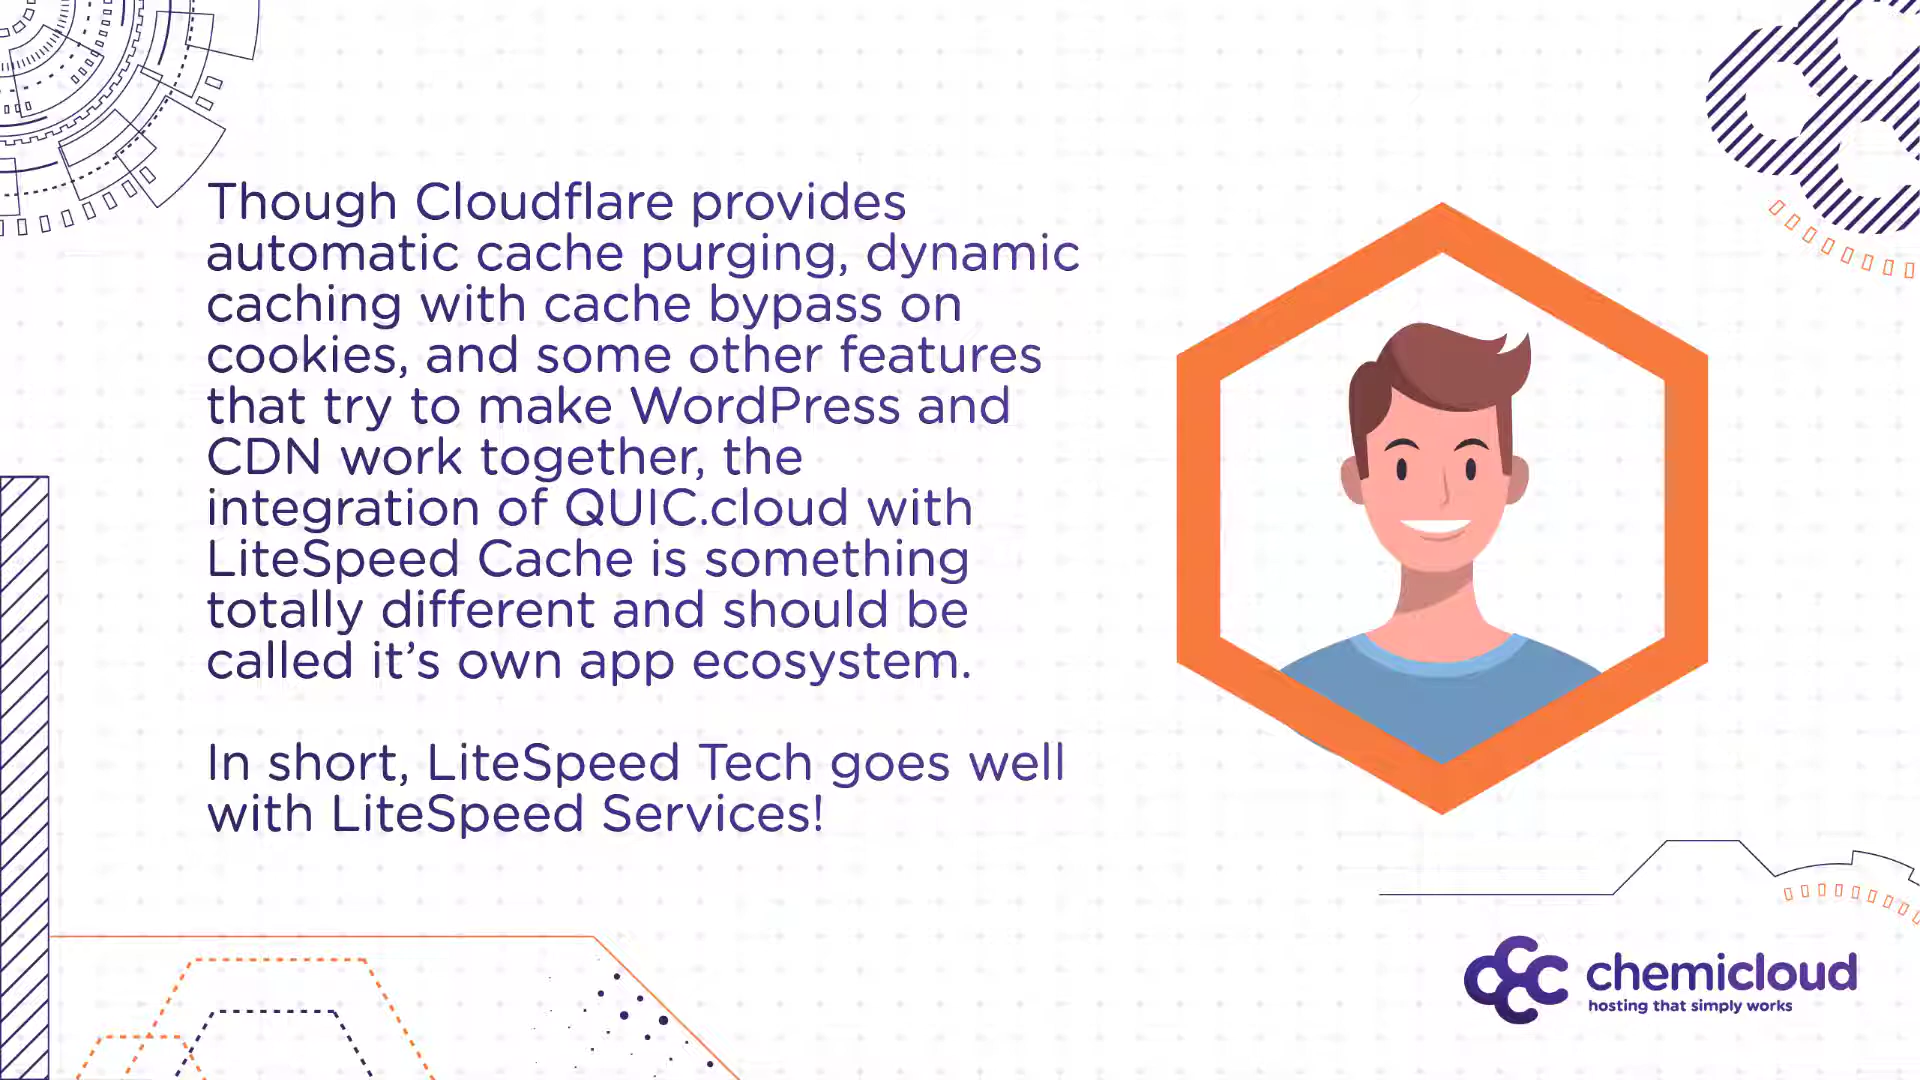 Though Cloudflare provides
automatic cache purging, dynamic
caching with cache bypass on
cookies, and some other features
that try to make WordPress and
CDN work together, the
integration of QUIC.cloud with
LiteSpeed Cache is something
totally different and should be
called it’s own app ecosystem.
In short, LiteSpeed Tech goes well
with LiteSpeed Services!
chemicloud
hosting that simply works